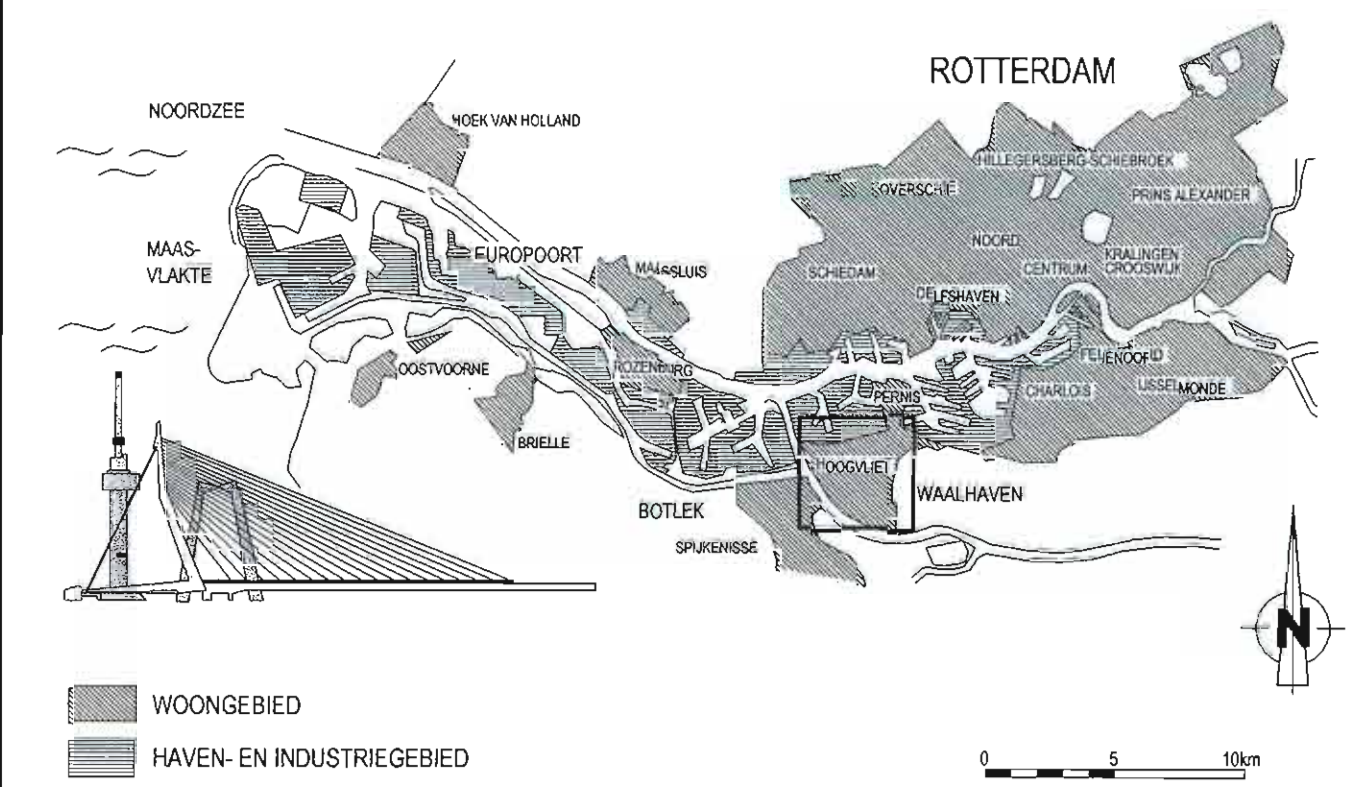 ROTTERDAM
NOORDZEE
HOEK VAN HOLLAND
HILLEGERSBERG-SCHIEBROEK
OVERSCHIE
PRINS ALEXANDER
NOORD
MAAS-
VLAKTE
EUROPOORT
MAASSLUIS
SCHIEDAM
CENTRUM
KRALINGEN
CROOSWIJK
DELFSHAVEN
FEIJENOORD
OOSTVOORNE
ROZENBURG
PERNIS
CHARLOIS
IJSSELMONDE
BRIELLE
HOOGVLIET
WAALHAVEN
BOTLEK
SPIJKENISSE
N
WOONGEBIED
HAVEN- EN INDUSTRIEGEBIED
0 5 10km